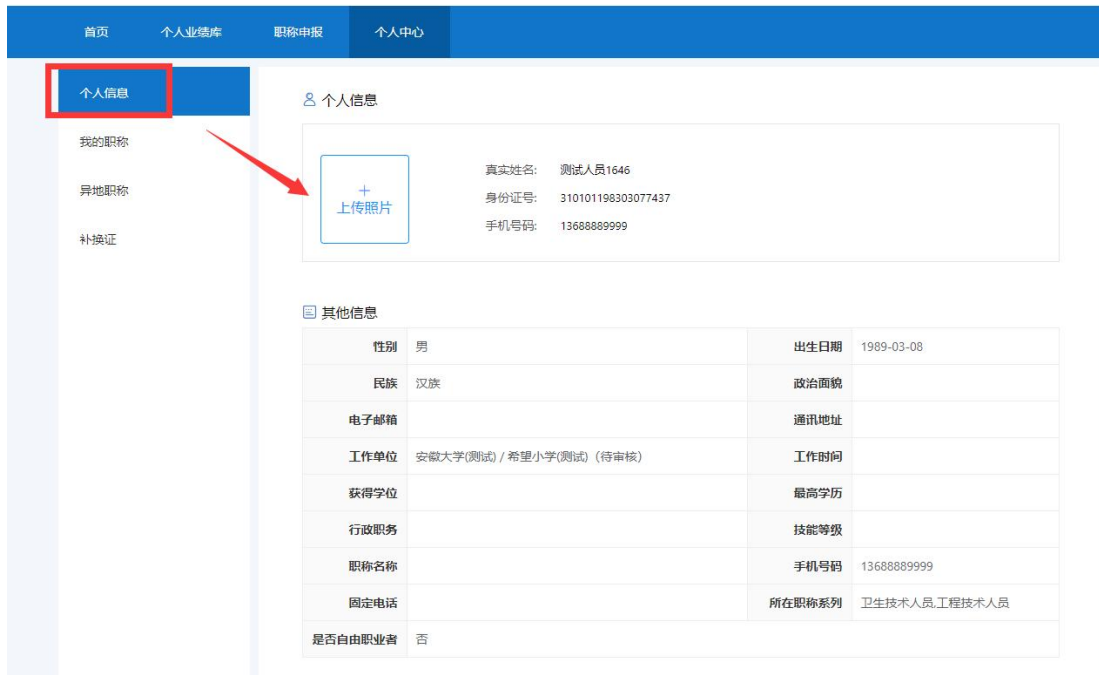 首页 个人业绩库 职称申报 个人中心
个人信息
我的职称
异地职称
补换证
个人信息
+
上传照片
真实姓名: 测试人员1646
身份证号: 310101198303077437
手机号码: 13688889999
其他信息
性别 男 出生日期 1989-03-08
民族 汉族 政治面貌
电子邮箱 通讯地址
工作单位 安徽大学(测试) / 希望小学(测试)（待审核） 工作时间
获得学位 最高学历
行政职务 技能等级
职称名称 手机号码 13688889999
固定电话 所在职称系列 卫生技术人员,工程技术人员
是否自由职业者 否